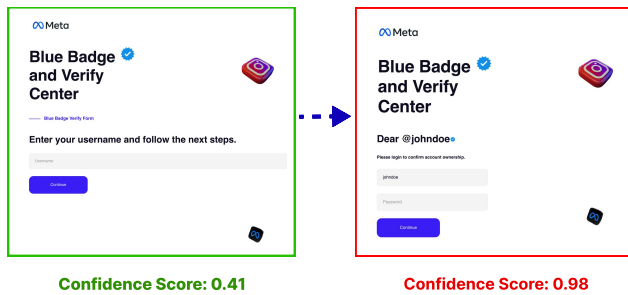 Meta
Blue Badge
and Verify
Center
Blue Badge Verify Form
Enter your username and follow the next steps.
Username
Continue
Confidence Score: 0.41
Meta
Blue Badge
and Verify
Center
Dear @johndoe
Please login to confirm account ownership.
johndoe
Password
Continue
Confidence Score: 0.98